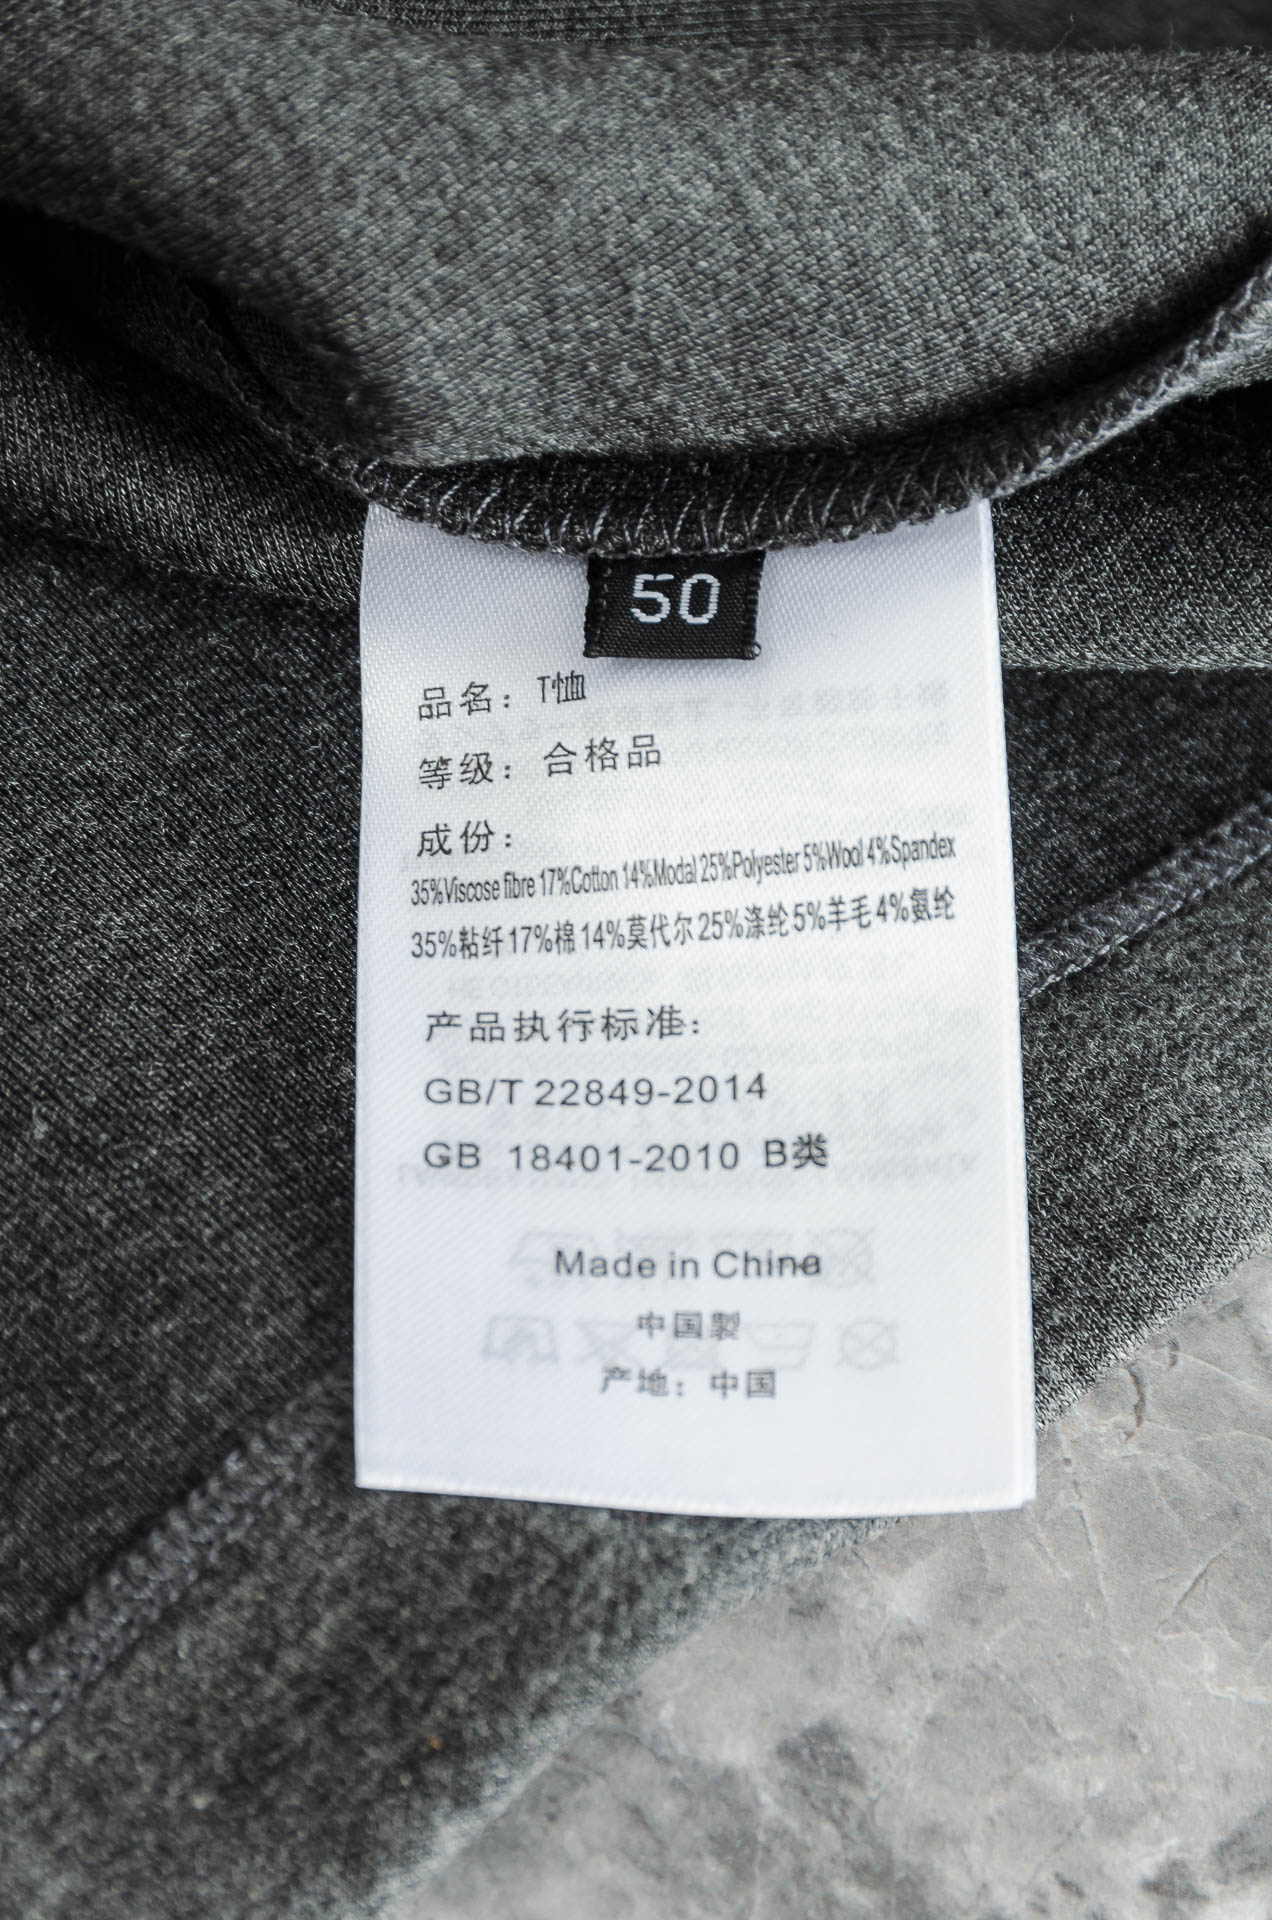 50
品名：T恤
等级：合格品
成份：
35%Viscose fibre 17%Cotton 14%Modal 25%Polyester 5%Wool 4%Spandex
35%粘纤 17%棉 14%莫代尔 25%涤纶 5%羊毛 4%氨纶
产品执行标准：
GB/T 22849-2014
GB 18401-2010 B类
Made in China
中国製
产地：中国